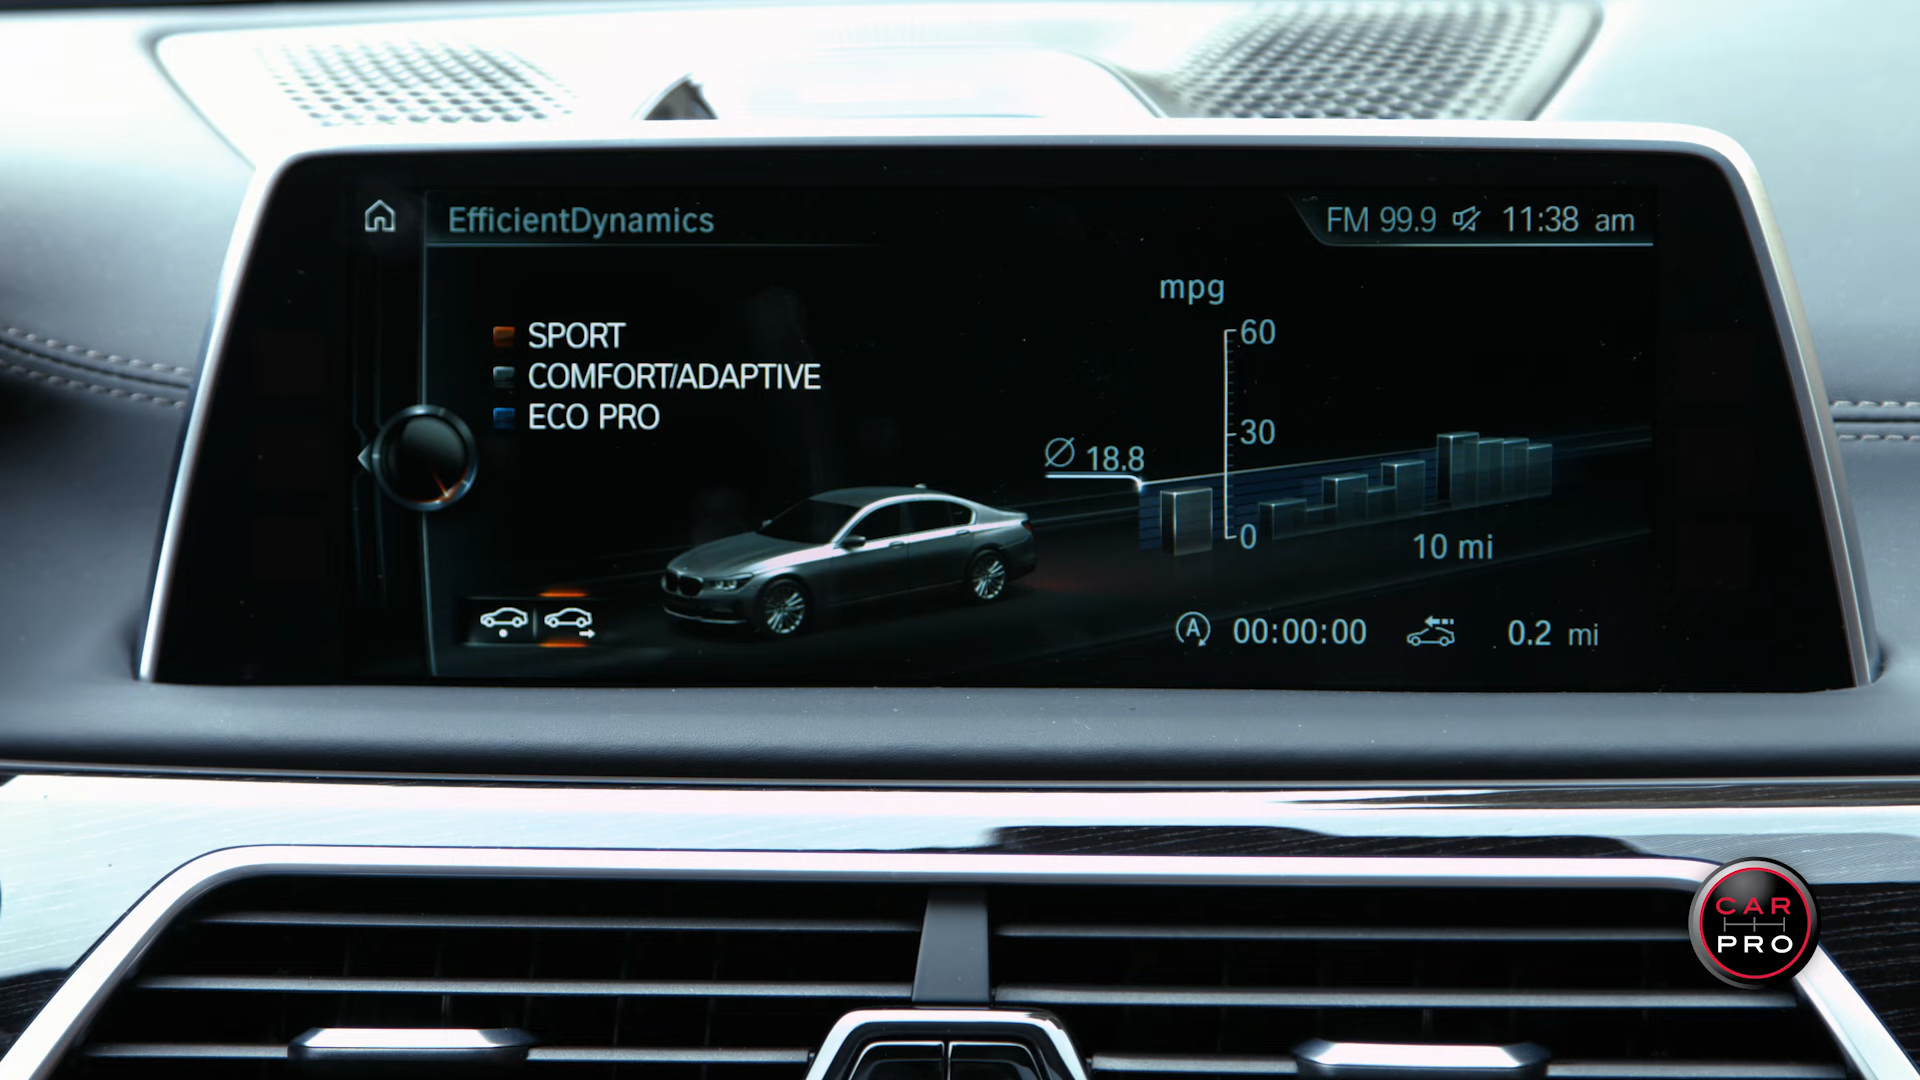 EfficientDynamics
FM 99.9 11:38 am
mpg
SPORT
COMFORT/ADAPTIVE
ECO PRO
60
30
0
Ø 18.8
10 mi
A 00:00:00 0.2 mi
CAR
PRO